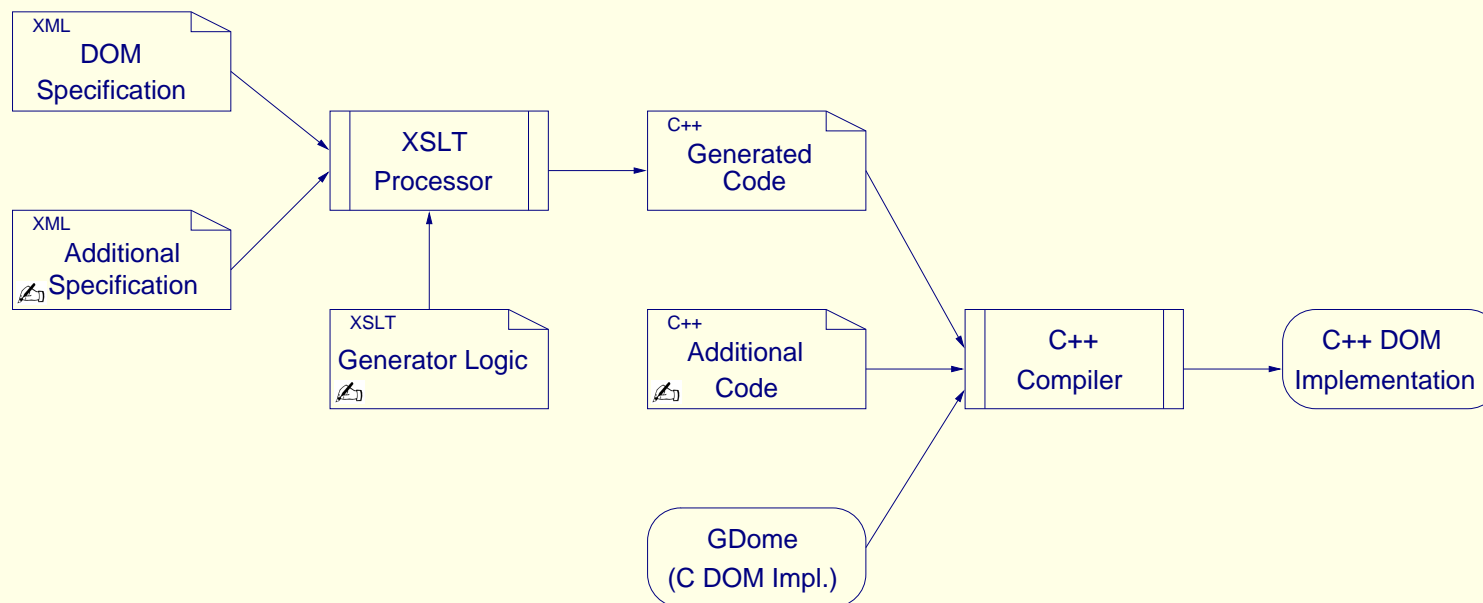 XML
DOM
Specification
XML
Additional
Specification
XSLT
Processor
XSLT
Generator Logic
C++
Generated
Code
C++
Additional
Code
GDome
(C DOM Impl.)
C++
Compiler
C++ DOM
Implementation